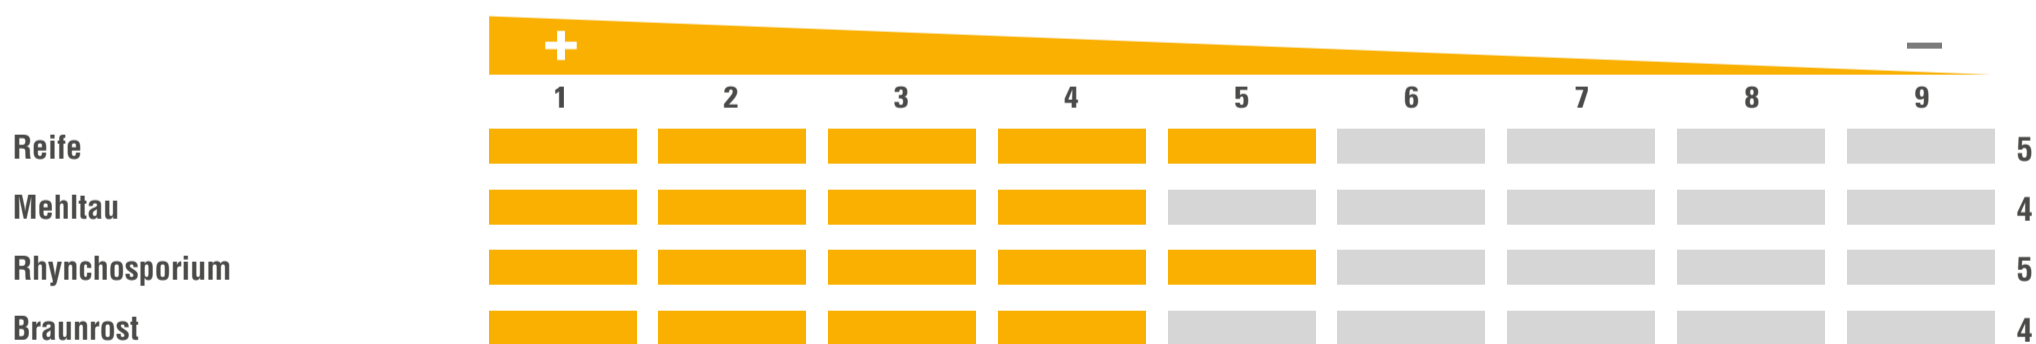 + −
1 2 3 4 5 6 7 8 9
Reife 5
Mehltau 4
Rhynchosporium 5
Braunrost 4